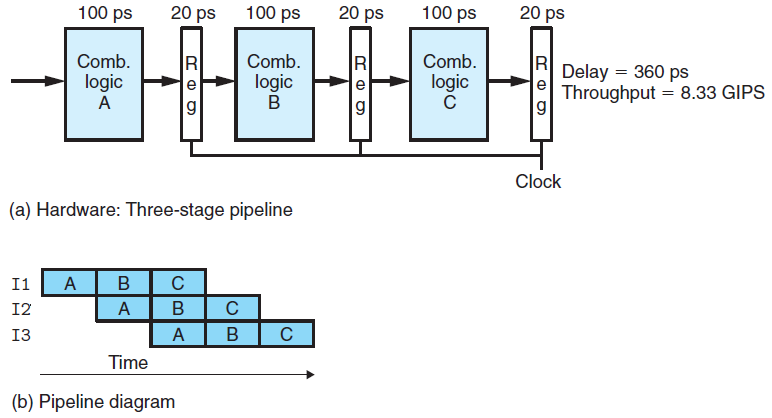 100 ps 20 ps 100 ps 20 ps 100 ps 20 ps
Comb. logic A
Reg
Comb. logic B
Reg
Comb. logic C
Reg
Delay = 360 ps
Throughput = 8.33 GIPS
Clock
(a) Hardware: Three-stage pipeline
I1 A B C
I2 A B C
I3 A B C
Time
(b) Pipeline diagram